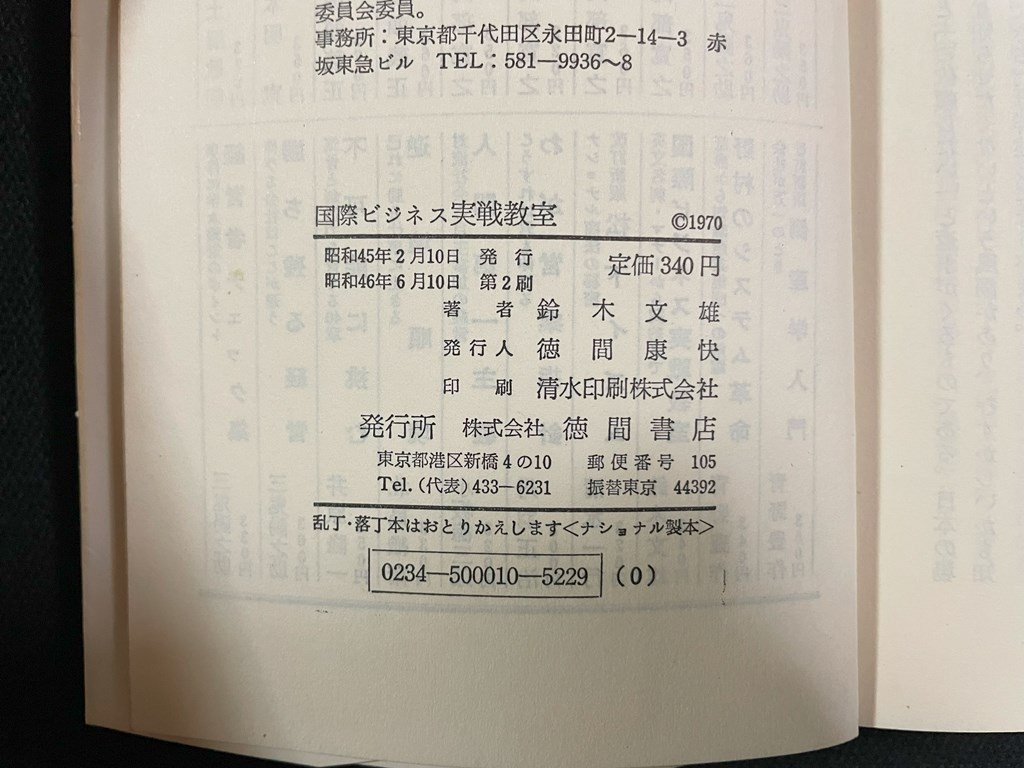 委員会委員。
事務所：東京都千代田区永田町2—14—3 赤
坂東急ビル TEL：581—9936〜8
国際ビジネス実戦教室 ©1970
昭和45年2月10日 発行 定価 340円
昭和46年6月10日 第2刷
著者 鈴木文雄
発行人 徳間康快
印刷 清水印刷株式会社
発行所 株式会社 徳間書店
東京都港区新橋4の10 郵便番号 105
Tel.（代表）433—6231 振替東京 44392
乱丁・落丁本はおとりかえします＜ナショナル製本＞
0234—500010—5229 (0)